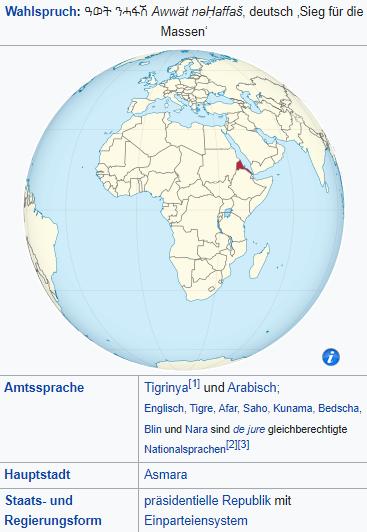 Wahlspruch: ዓወት ንሓፋሽ Awwät nəHaffaš, deutsch ‚Sieg für die
Massen‘
i
Amtssprache
Tigrinya[1] und Arabisch;
Englisch, Tigre, Afar, Saho, Kunama, Bedscha,
Blin und Nara sind de jure gleichberechtigte
Nationalsprachen[2][3]
Hauptstadt
Asmara
Staats- und
Regierungsform
präsidentielle Republik mit
Einparteiensystem